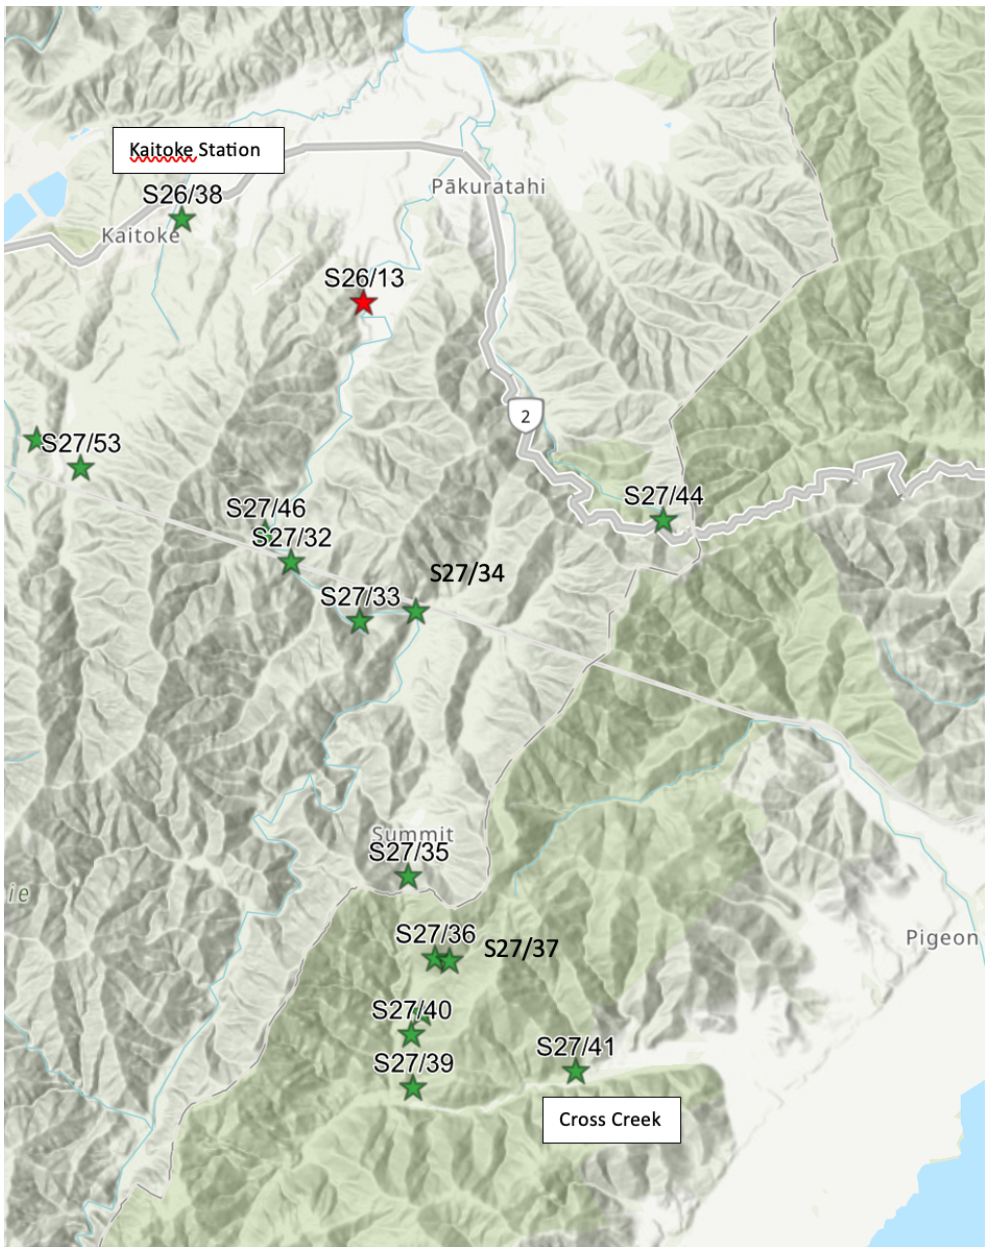 Kaitoke Station
S26/38
Pākuratahi
Kaitoke
S26/13
2
S27/53
S27/44
S27/46
S27/32
S27/34
S27/33
Summit
S27/35
ie
S27/36
S27/37
Pigeon
S27/40
S27/41
S27/39
Cross Creek